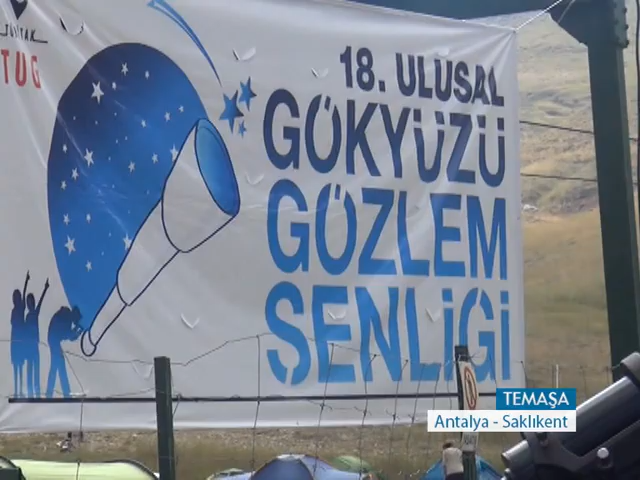 TUG
18. ULUSAL
GÖKYÜZÜ
GÖZLEM
ŞENLİĞİ
TEMAŞA
Antalya - Saklıkent